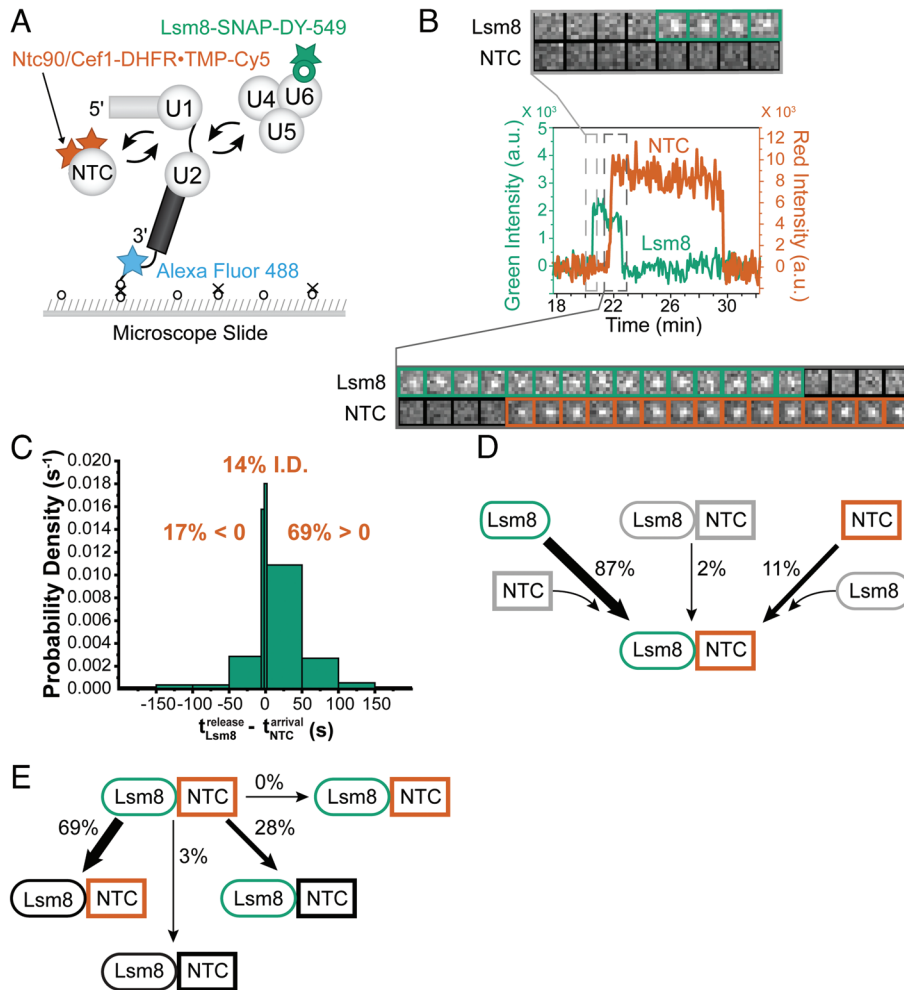 A
Lsm8-SNAP-DY-549
Ntc90/Cef1-DHFR•TMP-Cy5
5'
U1
U4
U6
U5
NTC
U2
3'
Alexa Fluor 488
Microscope Slide
B
Lsm8
NTC
X 10³
X 10³
Green Intensity (a.u.)
5
4
3
2
1
0
NTC
Lsm8
12
10
8
6
4
2
0
Red Intensity (a.u.)
18
22
26
30
Time (min)
Lsm8
NTC
C
Probability Density (s⁻¹)
0.020
0.018
0.016
0.014
0.012
0.010
0.008
0.006
0.004
0.002
0.000
14% I.D.
17% < 0
69% > 0
-150
-100
-50
0
50
100
150
t release Lsm8 - t arrival NTC (s)
D
Lsm8
Lsm8
NTC
NTC
87%
2%
11%
NTC
Lsm8
Lsm8
NTC
E
Lsm8
NTC
0%
Lsm8
NTC
69%
3%
28%
Lsm8
NTC
Lsm8
NTC
Lsm8
NTC